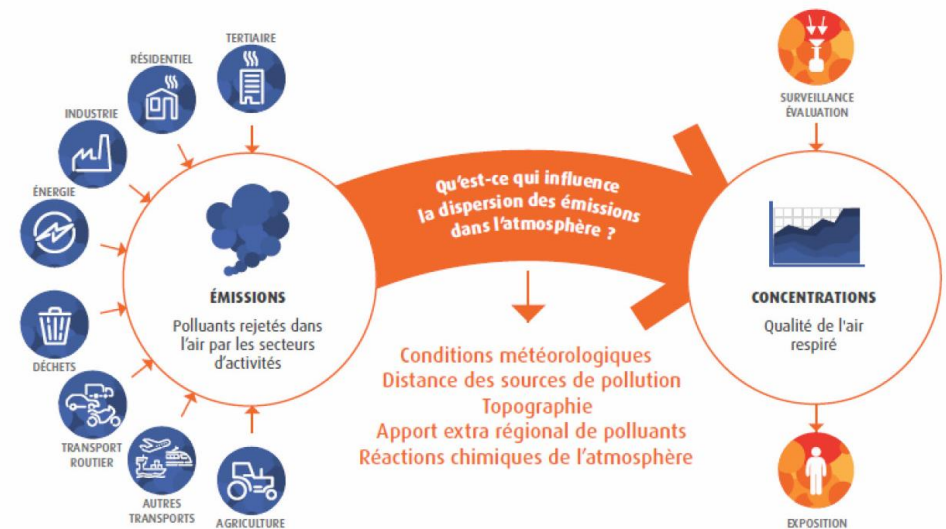 TERTIAIRE
RÉSIDENTIEL
INDUSTRIE
ÉNERGIE
DÉCHETS
TRANSPORT
ROUTIER
AUTRES
TRANSPORTS
AGRICULTURE
ÉMISSIONS
Polluants rejetés dans
l'air par les secteurs
d'activités
Qu'est-ce qui influence
la dispersion des émissions
dans l'atmosphère ?
Conditions météorologiques
Distance des sources de pollution
Topographie
Apport extra régional de polluants
Réactions chimiques de l'atmosphère
SURVEILLANCE
ÉVALUATION
CONCENTRATIONS
Qualité de l'air
respiré
EXPOSITION